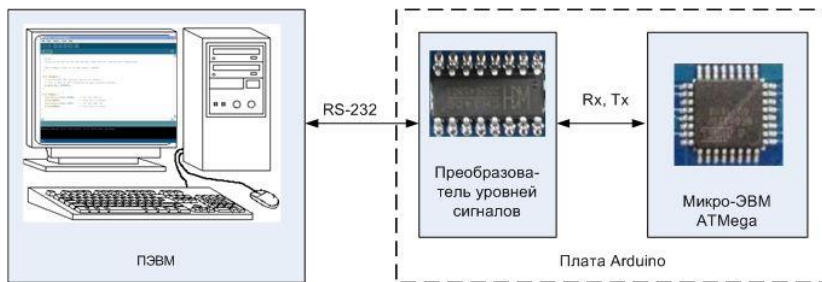 RS-232
Rx, Tx
Преобразова-
тель уровней
сигналов
Микро-ЭВМ
ATMega
ПЭВМ
Плата Arduino